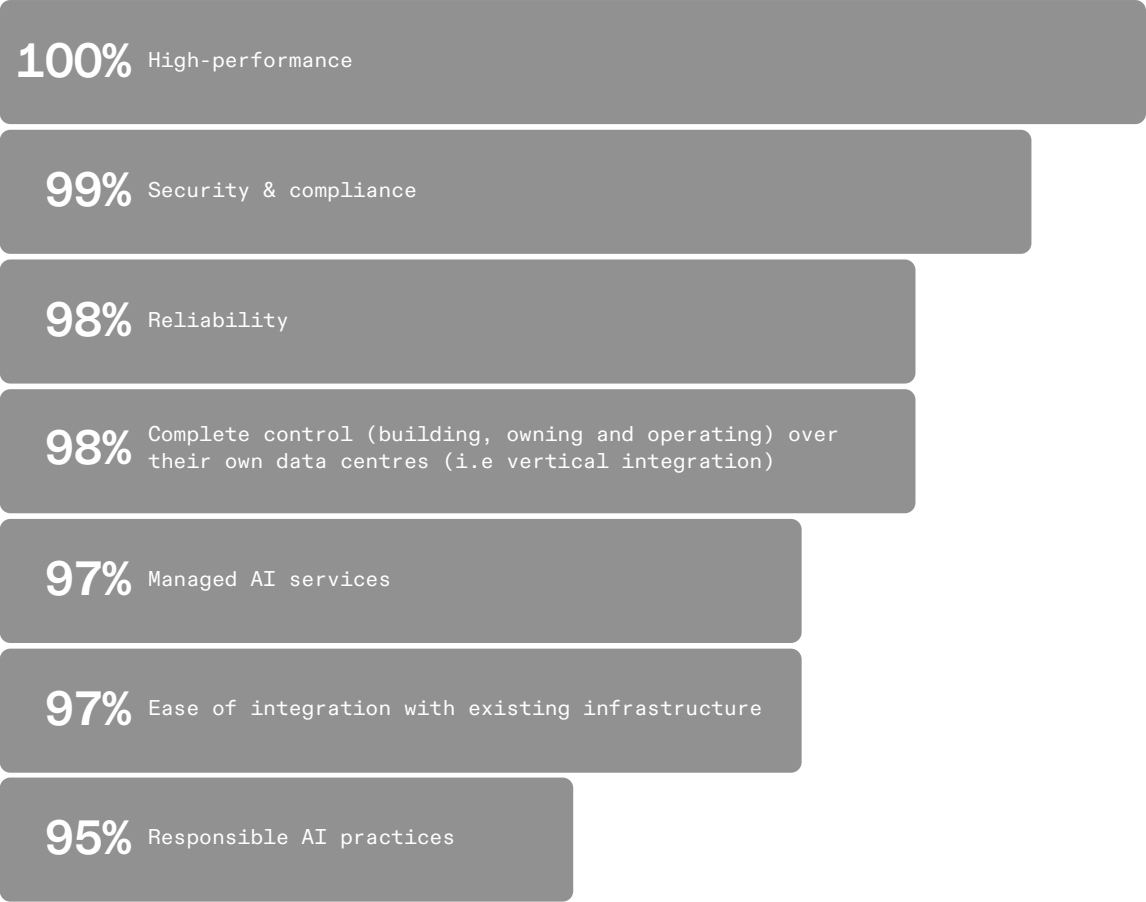 100% High-performance
99% Security & compliance
98% Reliability
98% Complete control (building, owning and operating) over
their own data centres (i.e vertical integration)
97% Managed AI services
97% Ease of integration with existing infrastructure
95% Responsible AI practices